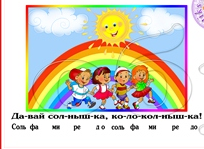 Да-вай сол-ныш-ка, ко-ло-кол-ныш-ка!
Соль фа ми ре до соль фа ми ре до